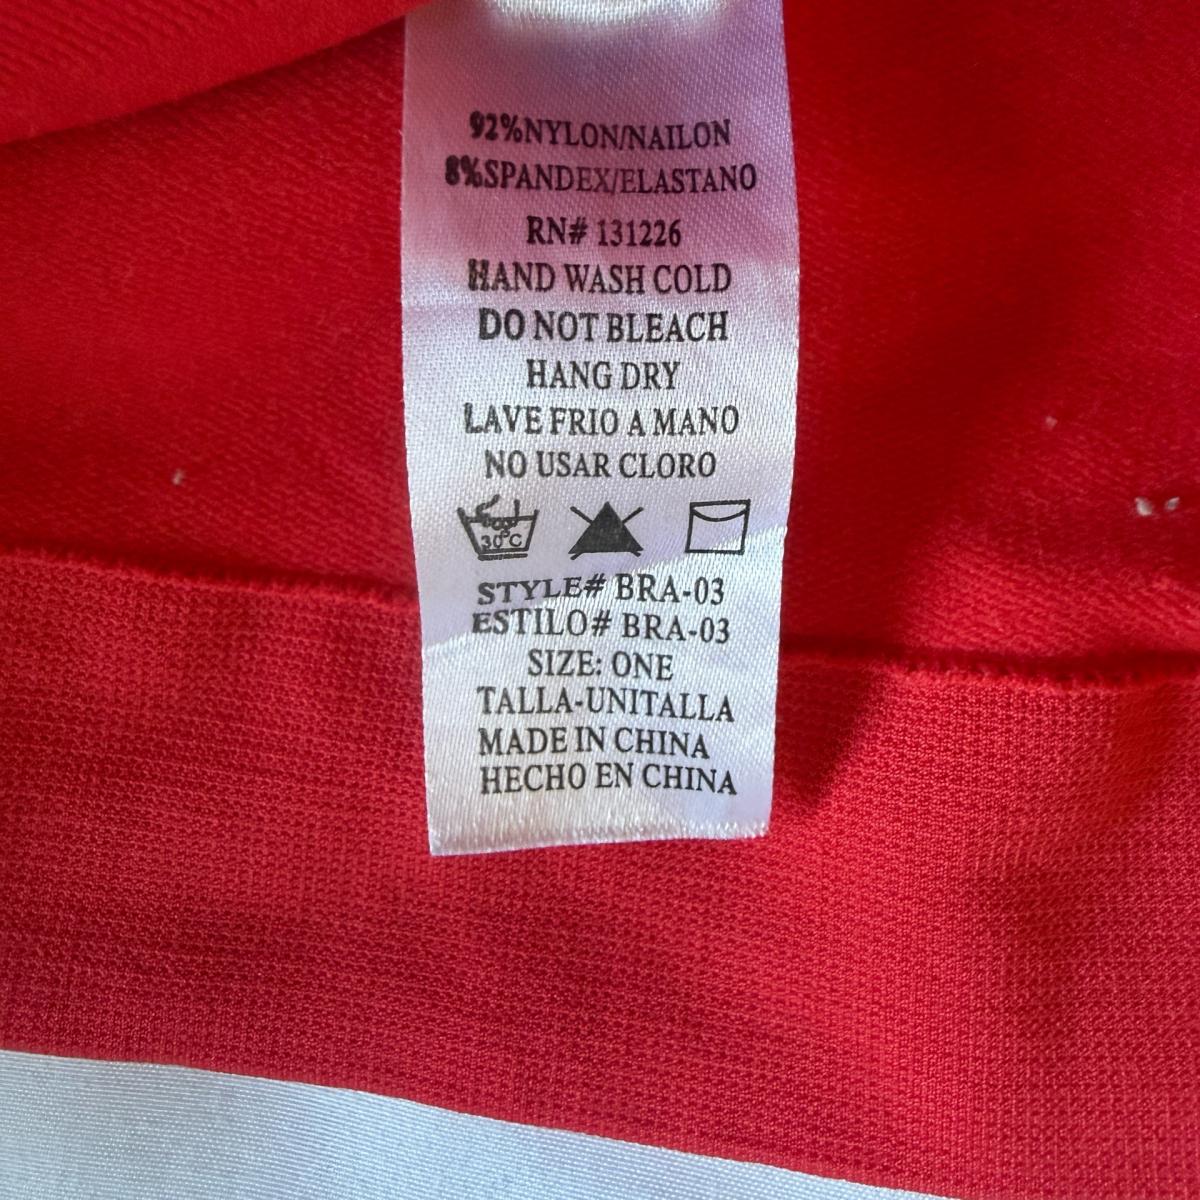 92%NYLON/NAILON
8%SPANDEX/ELASTANO
RN# 131226
HAND WASH COLD
DO NOT BLEACH
HANG DRY
LAVE FRIO A MANO
NO USAR CLORO
30°C
STYLE# BRA-03
ESTILO# BRA-03
SIZE: ONE
TALLA-UNITALLA
MADE IN CHINA
HECHO EN CHINA